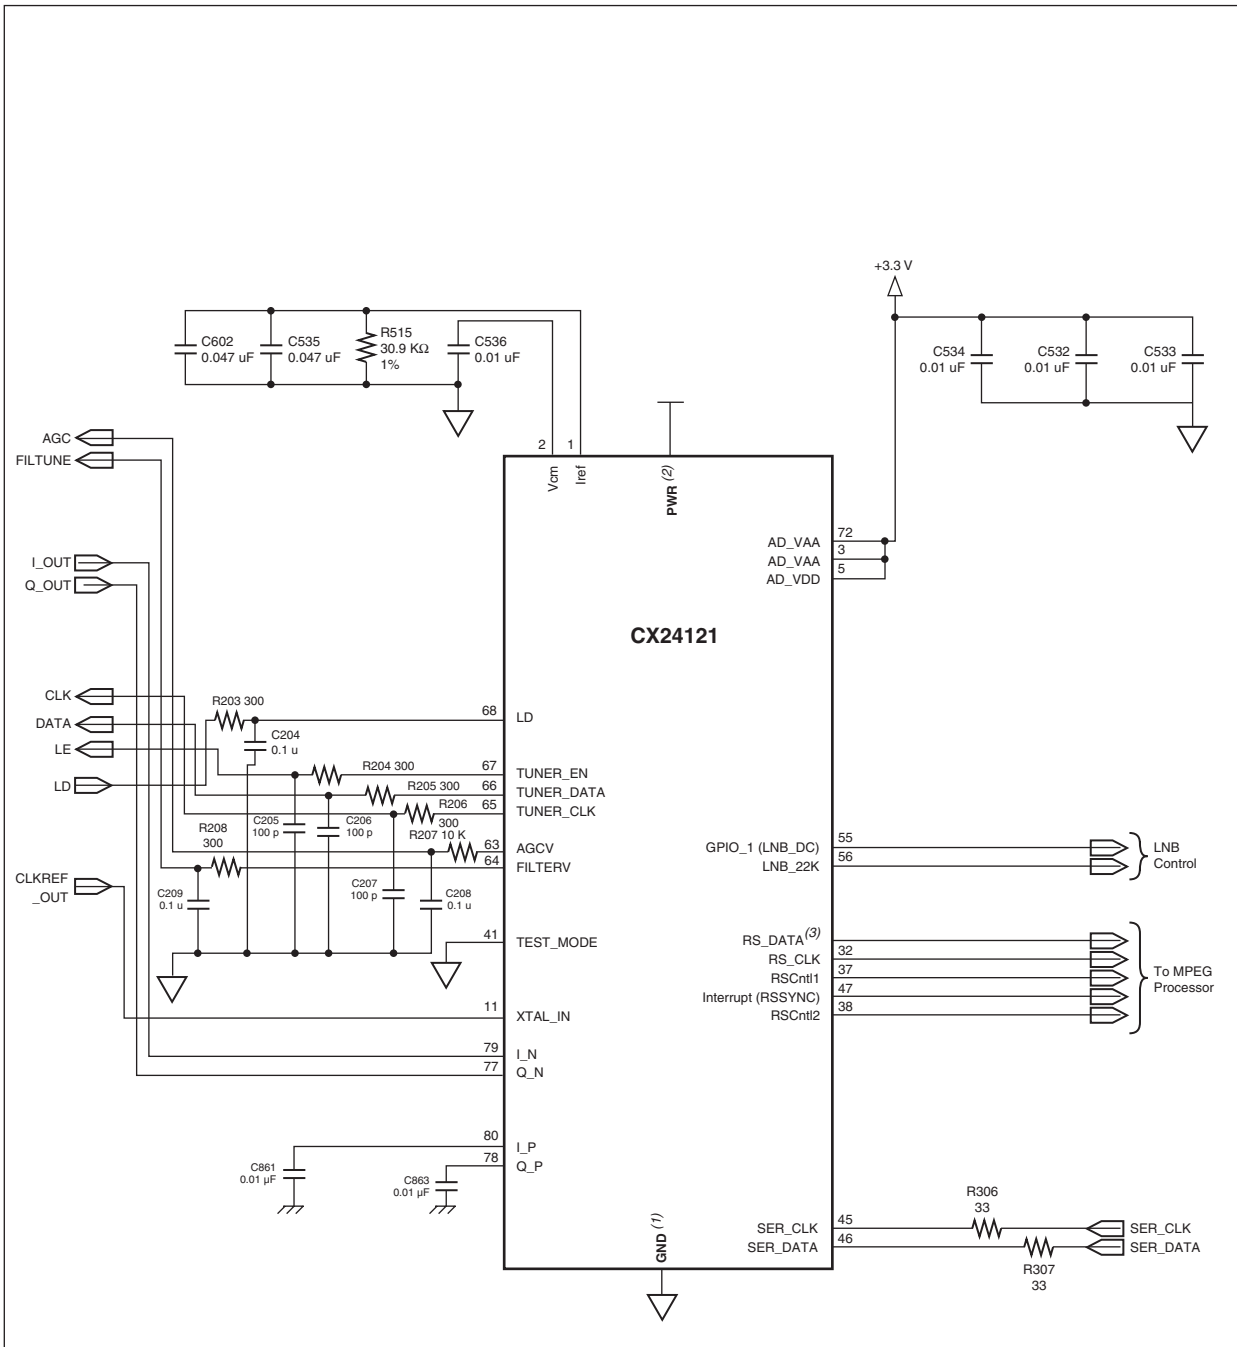 +3.3 V
C602
0.047 uF
C535
0.047 uF
R515
30.9 KΩ
1%
C536
0.01 uF
C534
0.01 uF
C532
0.01 uF
C533
0.01 uF
AGC
FILTUNE
2
1
Vcm
Iref
PWR (2)
I_OUT
Q_OUT
72
AD_VAA
3
AD_VAA
5
AD_VDD
CX24121
CLK
DATA
LE
LD
R203 300
C204
0.1 u
68
LD
R204 300
67
TUNER_EN
R205 300
66
TUNER_DATA
R206
300
65
TUNER_CLK
C205
100 p
C206
100 p
R207 10 K
R208
300
63
AGCV
64
FILTERV
55
GPIO_1 (LNB_DC)
56
LNB_22K
LNB
Control
CLKREF
_OUT
C209
0.1 u
C207
100 p
C208
0.1 u
41
TEST_MODE
RS_DATA(3)
32
RS_CLK
37
RSCntl1
47
Interrupt (RSSYNC)
38
RSCntl2
To MPEG
Processor
11
XTAL_IN
79
I_N
77
Q_N
80
I_P
78
Q_P
C861
0.01 µF
C863
0.01 µF
GND (1)
45
SER_CLK
46
SER_DATA
R306
33
R307
33
SER_CLK
SER_DATA